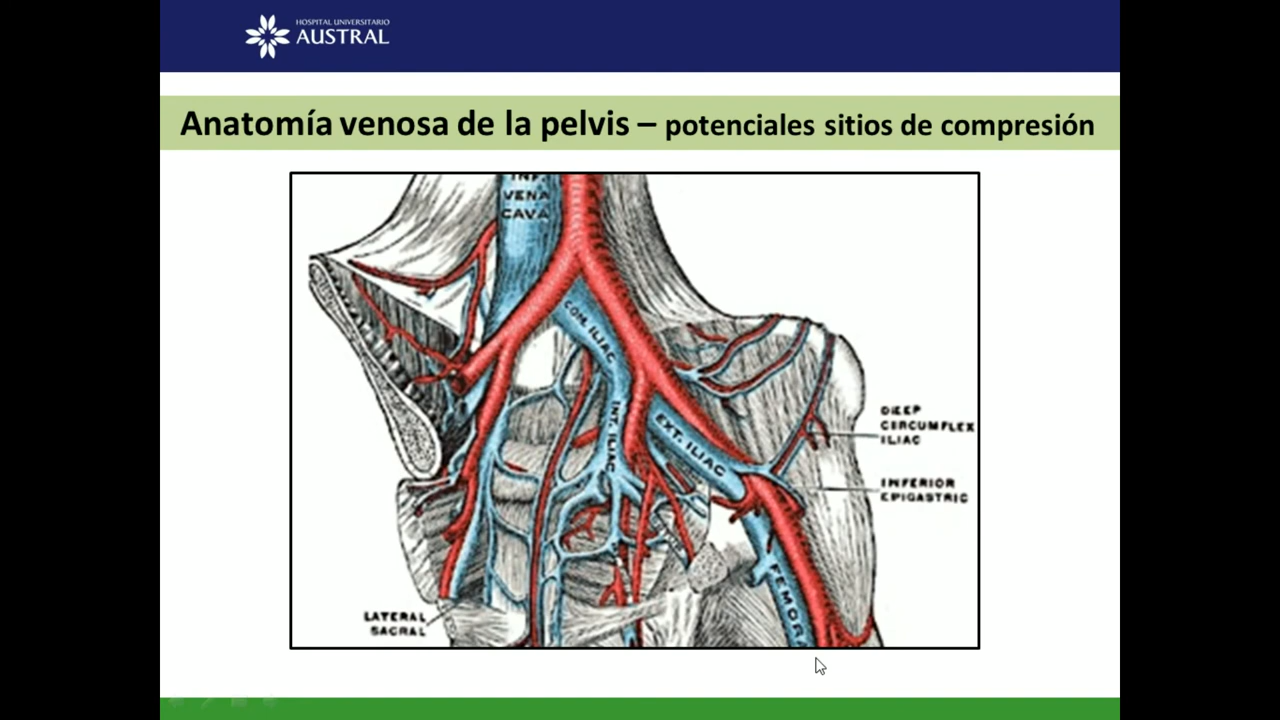 HOSPITAL UNIVERSITARIO
AUSTRAL
Anatomía venosa de la pelvis – potenciales sitios de compresión
INF.
VENA
CAVA
COM. ILIAC
INT. ILIAC
EXT. ILIAC
DEEP
CIRCUMFLEX
ILIAC
INFERIOR
EPIGASTRIC
FEMORA
LATERAL
SACRAL